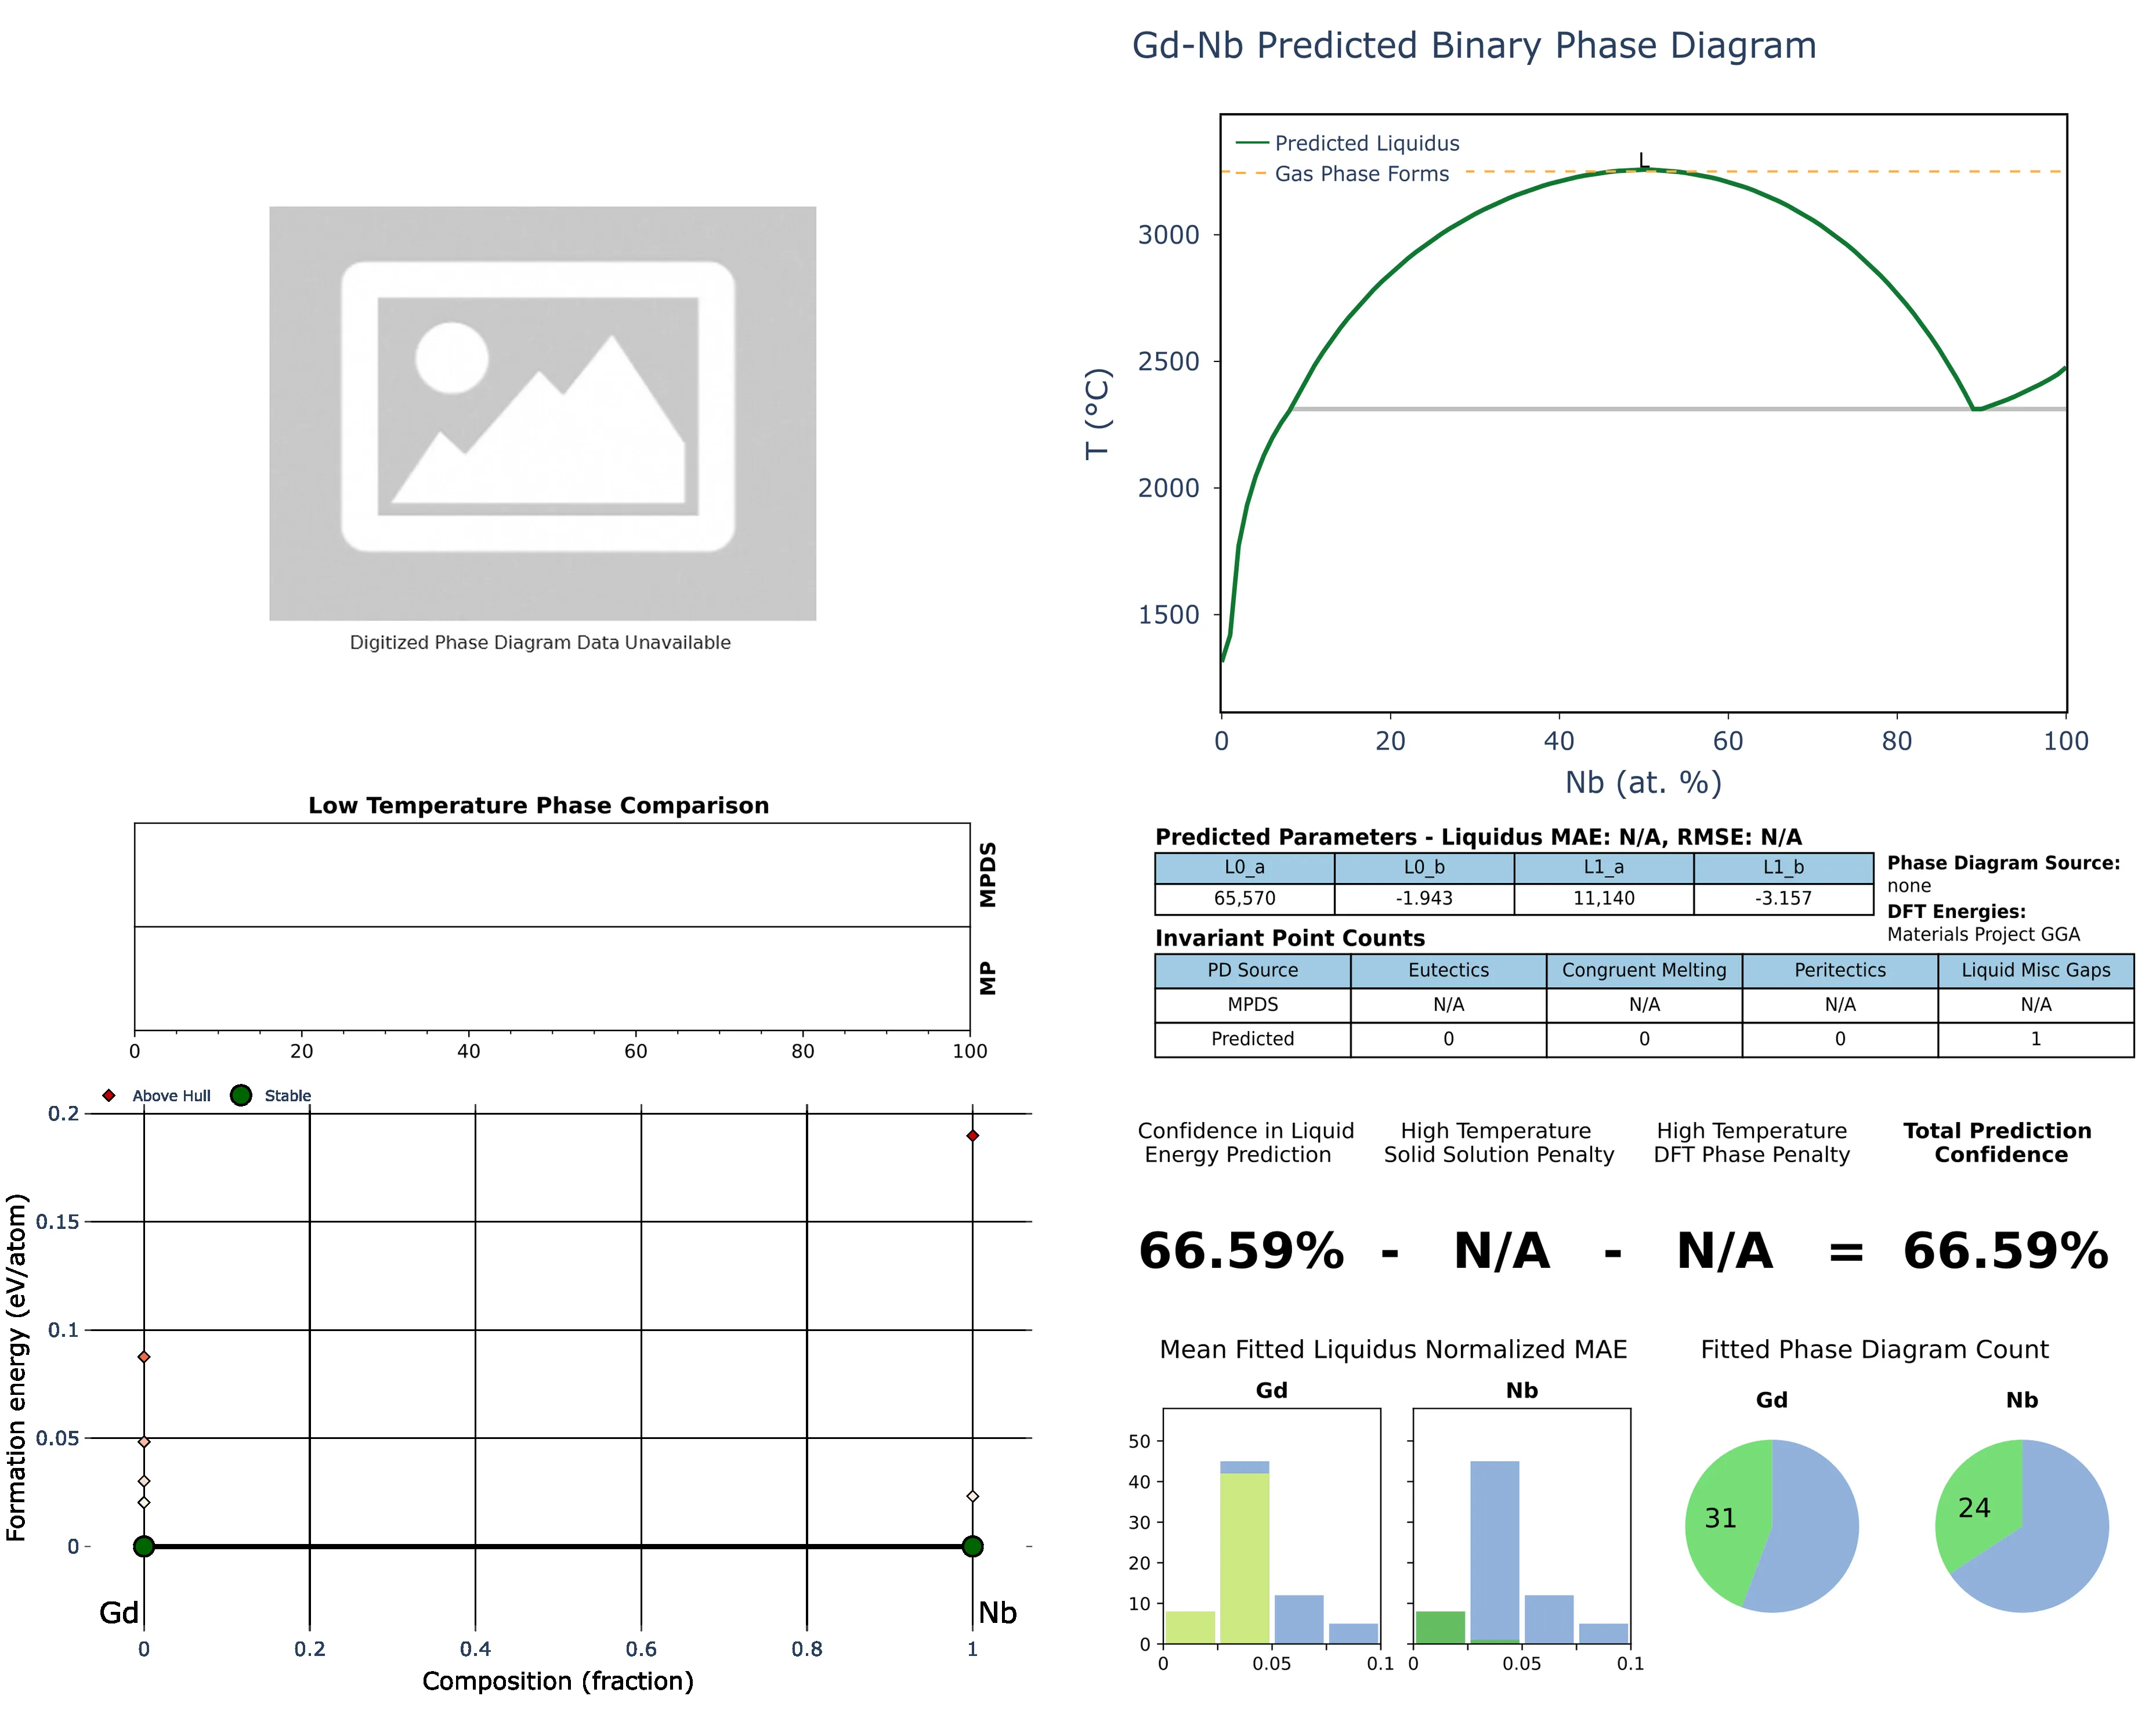 Gd-Nb Predicted Binary Phase Diagram
Predicted Liquidus
Gas Phase Forms
L
3000
2500
2000
1500
T (°C)
0 20 40 60 80 100
Nb (at. %)
Digitized Phase Diagram Data Unavailable
Low Temperature Phase Comparison
MPDS
MP
0 20 40 60 80 100
Predicted Parameters - Liquidus MAE: N/A, RMSE: N/A
L0_a L0_b L1_a L1_b
65,570 -1.943 11,140 -3.157
Phase Diagram Source:
none
DFT Energies:
Materials Project GGA
Invariant Point Counts
PD Source Eutectics Congruent Melting Peritectics Liquid Misc Gaps
MPDS N/A N/A N/A N/A
Predicted 0 0 0 1
Above Hull Stable
0.2
0.15
0.1
0.05
0
Formation energy (eV/atom)
Gd Nb
0 0.2 0.4 0.6 0.8 1
Composition (fraction)
Confidence in Liquid
Energy Prediction
High Temperature
Solid Solution Penalty
High Temperature
DFT Phase Penalty
Total Prediction
Confidence
66.59% - N/A - N/A = 66.59%
Mean Fitted Liquidus Normalized MAE
Gd Nb
50
40
30
20
10
0
0 0.05 0.1 0 0.05 0.1
Fitted Phase Diagram Count
Gd Nb
31 24